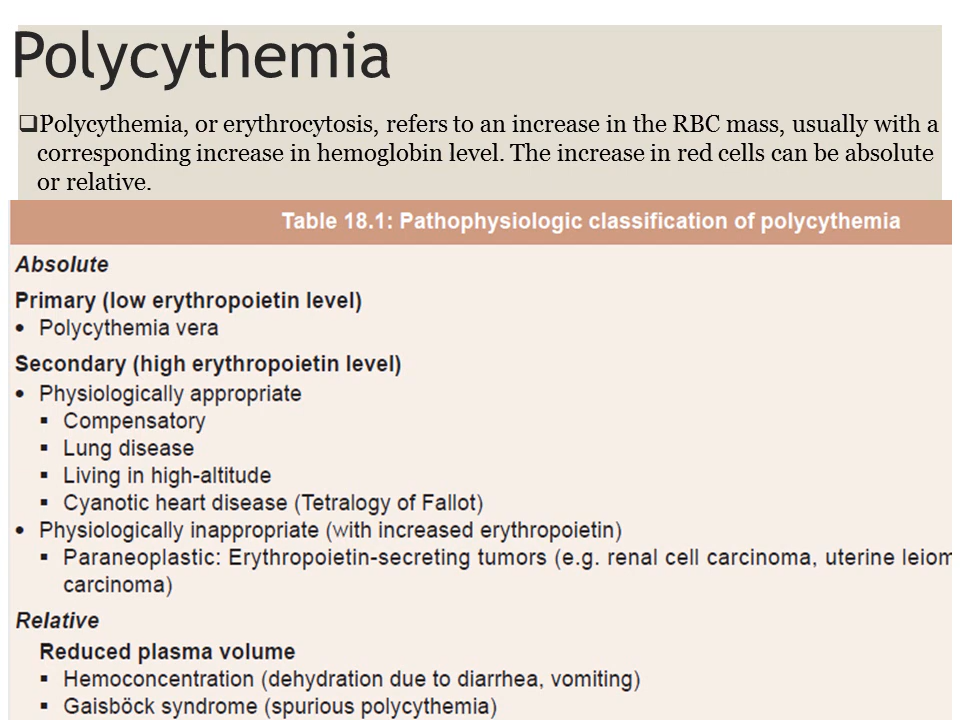 Polycythemia
❑Polycythemia, or erythrocytosis, refers to an increase in the RBC mass, usually with a
corresponding increase in hemoglobin level. The increase in red cells can be absolute
or relative.
Table 18.1: Pathophysiologic classification of polycythemia
Absolute
Primary (low erythropoietin level)
• Polycythemia vera
Secondary (high erythropoietin level)
• Physiologically appropriate
▪ Compensatory
▪ Lung disease
▪ Living in high-altitude
▪ Cyanotic heart disease (Tetralogy of Fallot)
• Physiologically inappropriate (with increased erythropoietin)
▪ Paraneoplastic: Erythropoietin-secreting tumors (e.g. renal cell carcinoma, uterine
carcinoma)
Relative
Reduced plasma volume
▪ Hemoconcentration (dehydration due to diarrhea, vomiting)
▪ Gaisböck syndrome (spurious polycythemia)